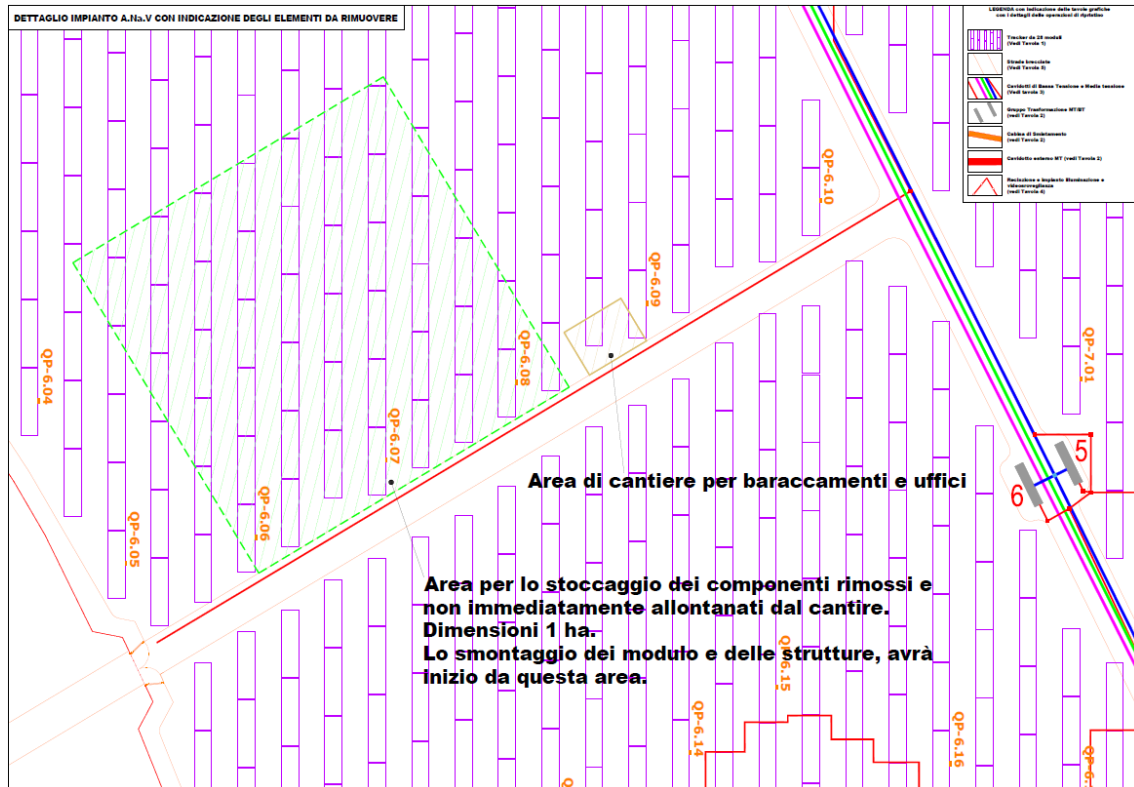 DETTAGLIO IMPIANTO A.Na.V CON INDICAZIONE DEGLI ELEMENTI DA RIMUOVERE
LEGENDA con indicazione delle tavole grafiche
con i dettagli delle operazioni di ripristino
Tracker da 28 moduli
(Vedi Tavola 1)
Strade brecciate
(Vedi Tavola 5)
Cavidotti di Bassa Tensione e Media tensione
(Vedi tavola 3)
Gruppo Trasformazione MT/BT
(vedi Tavola 2)
Cabina di Smistamento
(vedi Tavola 2)
Cavidotto esterno MT (vedi Tavola 2)
Recinzione e Impianto Illuminazione e
videosorveglianza
(vedi Tavola 4)
QP-6.10
QP-6.09
QP-6.08
QP-7.01
QP-6.04
QP-6.07
QP-6.06
QP-6.05
5
6
Area di cantiere per baraccamenti e uffici
Area per lo stoccaggio dei componenti rimossi e
non immediatamente allontanati dal cantire.
Dimensioni 1 ha.
Lo smontaggio dei modulo e delle strutture, avrà
inizio da questa area.
QP-6.15
QP-6.14
QP-6.16